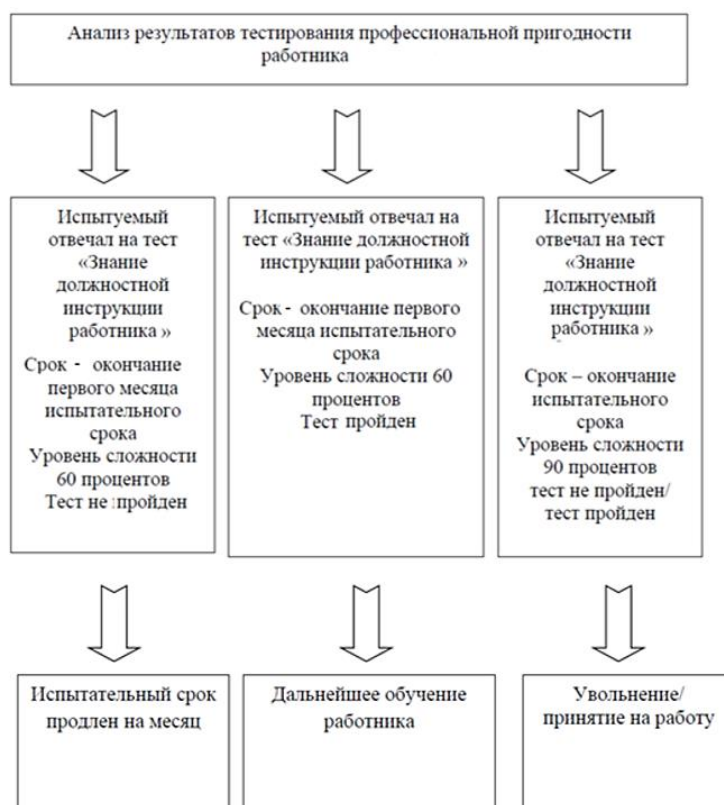 Анализ результатов тестирования профессиональной пригодности
работника
Испытуемый
отвечал на тест
«Знание
должностной
инструкции
работника »
Срок - окончание
первого месяца
испытательного
срока
Уровень сложности
60 процентов
Тест не пройден
Испытуемый отвечал на
тест «Знание должностной
инструкции работника »
Срок - окончание первого
месяца испытательного
срока
Уровень сложности 60
процентов
Тест пройден
Испытуемый
отвечал на тест
«Знание
должностной
инструкции
работника »
Срок – окончание
испытательного
срока
Уровень сложности
90 процентов
тест не пройден/
тест пройден
Испытательный срок
продлен на месяц
Дальнейшее обучение
работника
Увольнение/
принятие на работу